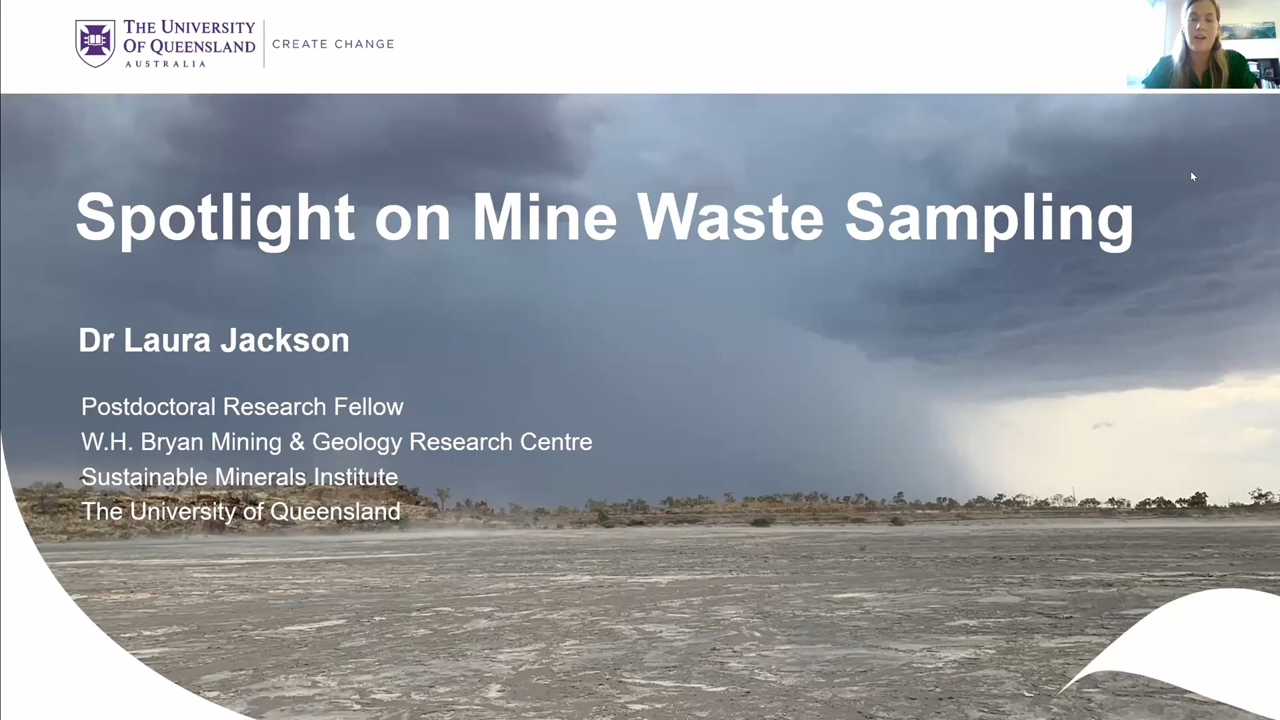 THE UNIVERSITY
OF QUEENSLAND
AUSTRALIA
CREATE CHANGE
Spotlight on Mine Waste Sampling
Dr Laura Jackson
Postdoctoral Research Fellow
W.H. Bryan Mining & Geology Research Centre
Sustainable Minerals Institute
The University of Queensland